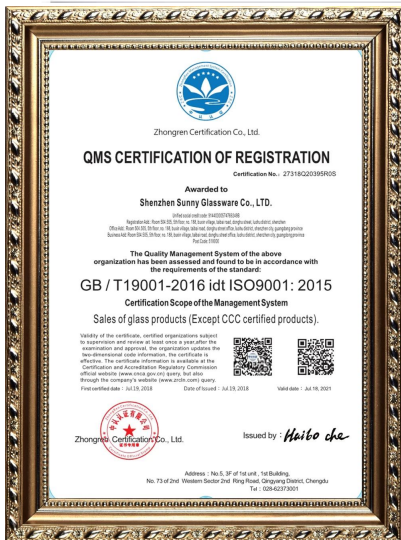 Zhongren Certification Co., Ltd.
QMS CERTIFICATION OF REGISTRATION
Certification No.: 27318Q20395R0S
Awarded to
Shenzhen Sunny Glassware Co., LTD.
The Quality Management System of the above
organization has been assessed and found to be in accordance with
the requirements of the standard:
GB / T19001-2016 idt ISO9001: 2015
Certification Scope of the Management System
Sales of glass products (Except CCC certified products).
Validity of the certificate, certified organizations subject
to supervision and review at least once a year,after the
examination and approval, the organization updates the
two-dimensional code information, the certificate is
effective. The certificate information is available at the
Certification and Accreditation Regulatory Commission
official website (www.cnca.gov.cn) query, but also
through the company's website (www.zrcln.com) query.
First certified date : Jul.19, 2018 Date of Issued : Jul.19, 2018 Valid date : Jul.18, 2021
Zhongren Certification Co., Ltd.
Issued by : Haibo che
Address : No.5, 3F of 1st unit , 1st Building,
No. 73 of 2nd Western Sector 2nd Ring Road, Qingyang District, Chengdu
Tel : 028-62373001